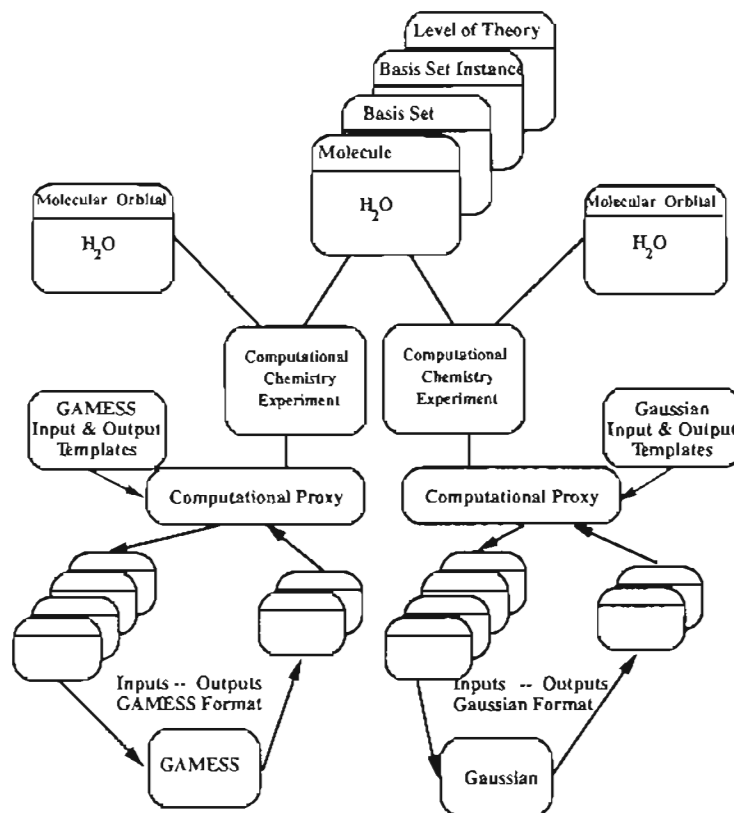 Level of Theory
Basis Set Instance
Basis Set
Molecule
H2O
Molecular Orbital
H2O
Molecular Orbital
H2O
Computational
Chemistry
Experiment
Computational
Chemistry
Experiment
GAMESS
Input & Output
Templates
Gaussian
Input & Output
Templates
Computational Proxy
Computational Proxy
Inputs -- Outputs
GAMESS Format
Inputs -- Outputs
Gaussian Format
GAMESS
Gaussian